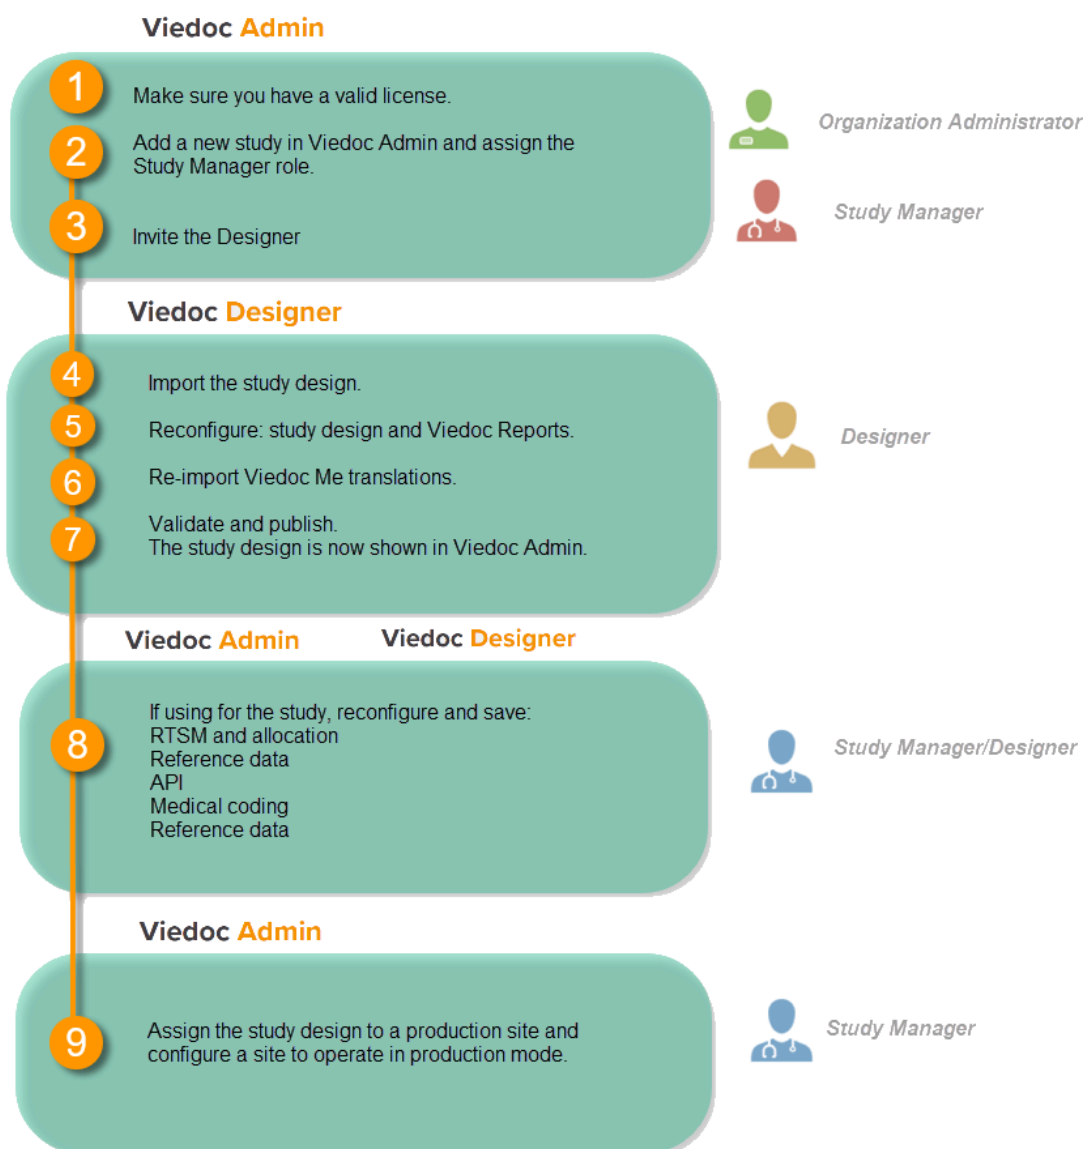 Viedoc Admin
1
Make sure you have a valid license.
Organization Administrator
2
Add a new study in Viedoc Admin and assign the
Study Manager role.
Study Manager
3
Invite the Designer
Viedoc Designer
4
Import the study design.
5
Reconfigure: study design and Viedoc Reports.
Designer
6
Re-import Viedoc Me translations.
7
Validate and publish.
The study design is now shown in Viedoc Admin.
Viedoc Admin
Viedoc Designer
8
If using for the study, reconfigure and save:
RTSM and allocation
Reference data
API
Medical coding
Reference data
Study Manager/Designer
Viedoc Admin
9
Assign the study design to a production site and
configure a site to operate in production mode.
Study Manager